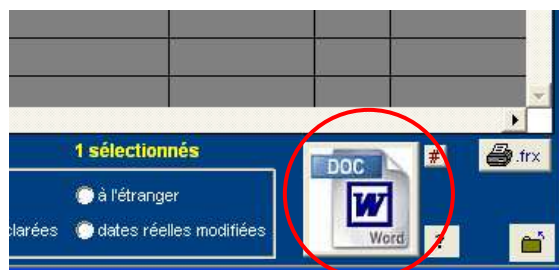 1 sélectionnés
à l'étranger
clarées
dates réelles modifiées
DOC
W
Word
#
.frx
?